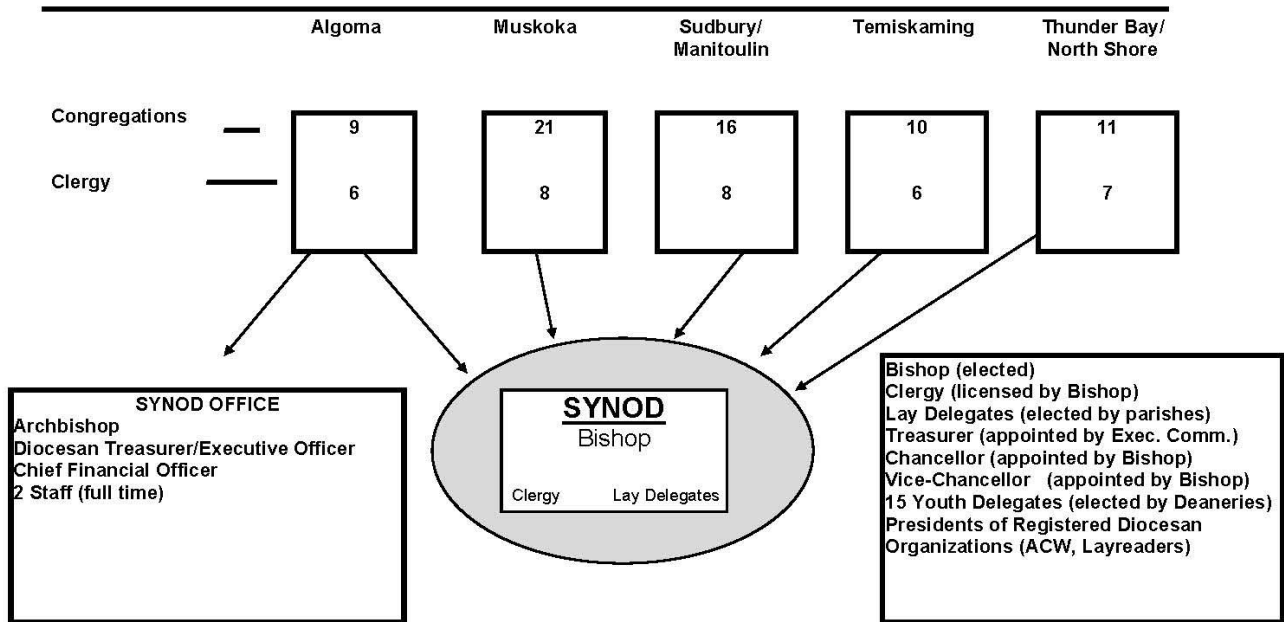 Algoma Muskoka Sudbury/ Temiskaming Thunder Bay/
Manitoulin North Shore
Congregations 9 21 16 10 11
Clergy 6 8 8 6 7
SYNOD OFFICE
Archbishop
Diocesan Treasurer/Executive Officer
Chief Financial Officer
2 Staff (full time)
SYNOD
Bishop
Clergy Lay Delegates
Bishop (elected)
Clergy (licensed by Bishop)
Lay Delegates (elected by parishes)
Treasurer (appointed by Exec. Comm.)
Chancellor (appointed by Bishop)
Vice-Chancellor (appointed by Bishop)
15 Youth Delegates (elected by Deaneries)
Presidents of Registered Diocesan
Organizations (ACW, Layreaders)